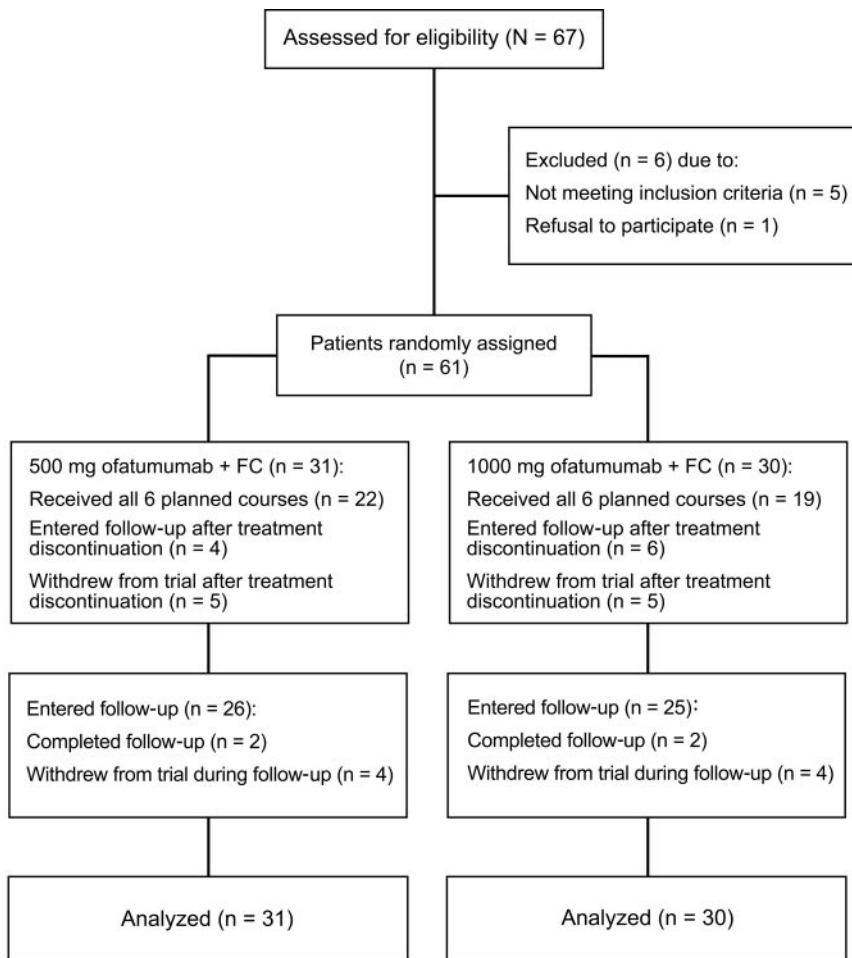 Assessed for eligibility (N = 67)
Excluded (n = 6) due to:
Not meeting inclusion criteria (n = 5)
Refusal to participate (n = 1)
Patients randomly assigned
(n = 61)
500 mg ofatumumab + FC (n = 31):
Received all 6 planned courses (n = 22)
Entered follow-up after treatment
discontinuation (n = 4)
Withdrew from trial after treatment
discontinuation (n = 5)
1000 mg ofatumumab + FC (n = 30):
Received all 6 planned courses (n = 19)
Entered follow-up after treatment
discontinuation (n = 6)
Withdrew from trial after treatment
discontinuation (n = 5)
Entered follow-up (n = 26):
Completed follow-up (n = 2)
Withdrew from trial during follow-up (n = 4)
Entered follow-up (n = 25):
Completed follow-up (n = 2)
Withdrew from trial during follow-up (n = 4)
Analyzed (n = 31)
Analyzed (n = 30)